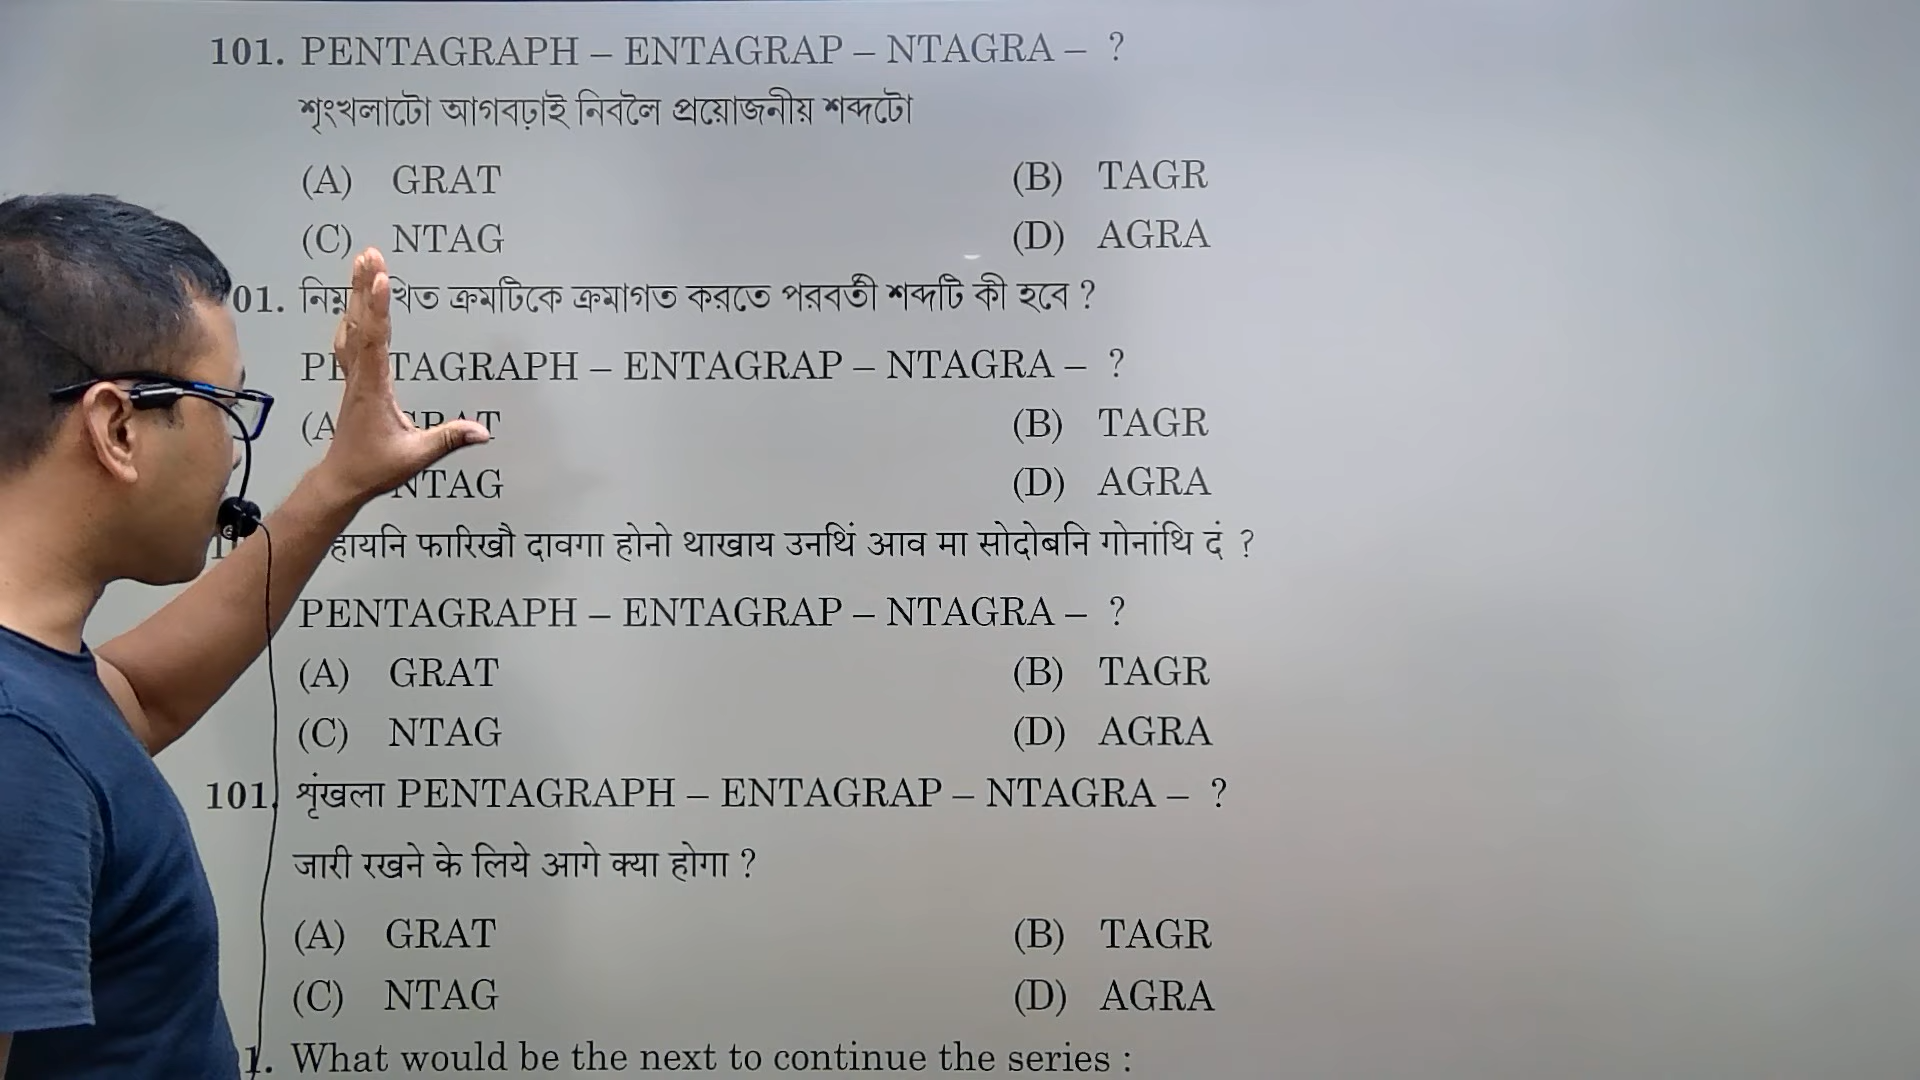 101. PENTAGRAPH – ENTAGRAP – NTAGRA – ?
শৃংখলাটো আগবঢ়াই নিবলৈ প্ৰয়োজনীয় শব্দটো
(A) GRAT (B) TAGR
(C) NTAG (D) AGRA
01. ক্রমটিকে ক্রমাগত করতে পরবর্তী শব্দটি কী হবে ?
– ENTAGRAP – NTAGRA – ?
(B) TAGR
NTAG (D) AGRA
फारिखौ दावगा होनो थाखाय उनथिं आव मा सोदोबनि गोनांथि दं ?
PENTAGRAPH – ENTAGRAP – NTAGRA – ?
(A) GRAT (B) TAGR
(C) NTAG (D) AGRA
101. शृंखला PENTAGRAPH – ENTAGRAP – NTAGRA – ?
जारी रखने के लिये आगे क्या होगा ?
(A) GRAT (B) TAGR
(C) NTAG (D) AGRA
1. What would be the next to continue the series :